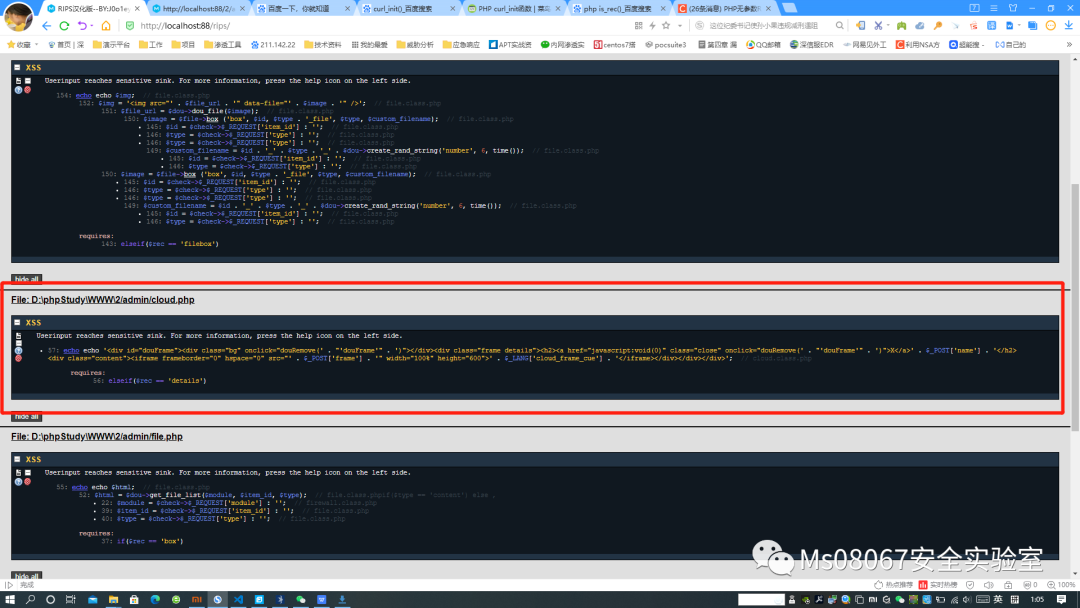 RIPS汉化版--BY:J0o1ey
http://localhost:88/2/
百度一下，你就知道
curl_init()_百度搜索
PHP curl_init函数 | 菜鸟
php is_rec()_百度搜索
(26条消息) PHP无参数
http://localhost:88/rips/
这位纪委书记使孙小果违规减刑道阻
收藏
首页 | 深
演示平台
工作
项目
渗透工具
211.142.22
技术资料
我的最爱
威胁分析
应急响应
APT实战资
内网渗透实
centos7搭
pocsuite3
第四章 漏
QQ邮箱
深信服EDR
网易见外工
利用NSA方
超能搜 -
自己的
XSS
Userinput reaches sensitive sink. For more information, press the help icon on the left side.
154: echo echo $img; // file.class.php
152: $img = '<img src="' . $file_url . '" data-file="' . $image . '" />'; // file.class.php
151: $file_url = $dou->dou_file($image); // file.class.php
150: $image = $file->box ('box', $id, $type . '_file', $type, $custom_filename); // file.class.php
145: $id = $check->$_REQUEST['item_id'] : ''; // file.class.php
146: $type = $check->$_REQUEST['type'] : ''; // file.class.php
146: $type = $check->$_REQUEST['type'] : ''; // file.class.php
149: $custom_filename = $id . '_' . $type . '_' . $dou->create_rand_string('number', 6, time()); // file.class.php
145: $id = $check->$_REQUEST['item_id'] : ''; // file.class.php
146: $type = $check->$_REQUEST['type'] : ''; // file.class.php
150: $image = $file->box ('box', $id, $type . '_file', $type, $custom_filename); // file.class.php
145: $id = $check->$_REQUEST['item_id'] : ''; // file.class.php
146: $type = $check->$_REQUEST['type'] : ''; // file.class.php
146: $type = $check->$_REQUEST['type'] : ''; // file.class.php
149: $custom_filename = $id . '_' . $type . '_' . $dou->create_rand_string('number', 6, time()); // file.class.php
145: $id = $check->$_REQUEST['item_id'] : ''; // file.class.php
146: $type = $check->$_REQUEST['type'] : ''; // file.class.php
requires:
143: elseif($rec == 'filebox')
hide all
File: D:\phpStudy\WWW\2/admin/cloud.php
XSS
Userinput reaches sensitive sink. For more information, press the help icon on the left side.
57: echo echo '<div id="douFrame"><div class="bg" onclick="douRemove(' . "'douFrame'" . ')"></div><div class="frame details"><h2><a href="javascript:void(0)" class="close" onclick="douRemove(' . "'douFrame'" . ')">X</a>' . $_POST['name'] . '</h2>
<div class="content"><iframe frameborder="0" hspace="0" src="' . $_POST['frame'] . '" width="100%" height="600">' . $_LANG['cloud_frame_cue'] . '</iframe></div></div></div>'; // cloud.class.php
requires:
56: elseif($rec == 'details')
hide all
File: D:\phpStudy\WWW\2/admin/file.php
XSS
Userinput reaches sensitive sink. For more information, press the help icon on the left side.
55: echo echo $html; // file.class.php
52: $html = $dou->get_file_list($module, $item_id, $type); // file.class.phpif($type == 'content') else ,
22: $module = $check->$_REQUEST['module'] : ''; // firewall.class.php
39: $item_id = $check->$_REQUEST['item_id'] : ''; // file.class.php
40: $type = $check->$_REQUEST['type'] : ''; // file.class.php
requires:
37: if($rec == 'box')
hide all
Ms08067安全实验室
完成
热点推荐
实时热搜
0
100%
英
1:05